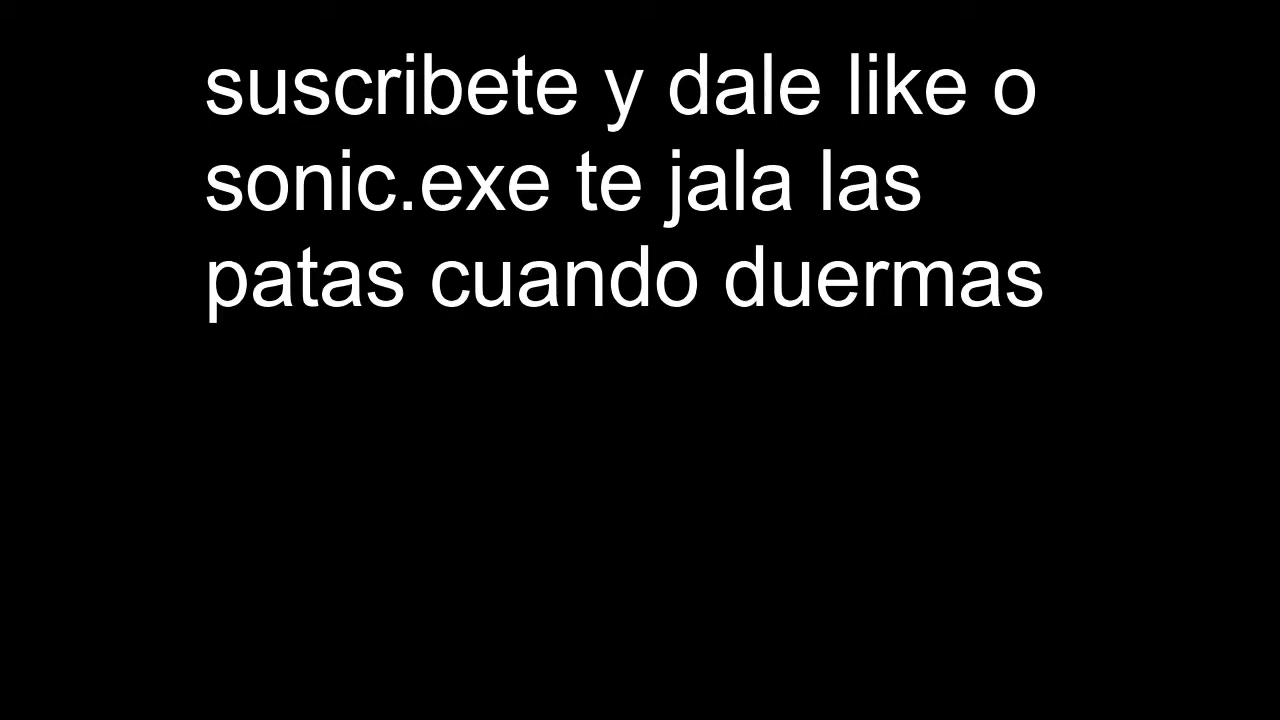 suscribete y dale like o
sonic.exe te jala las
patas cuando duermas